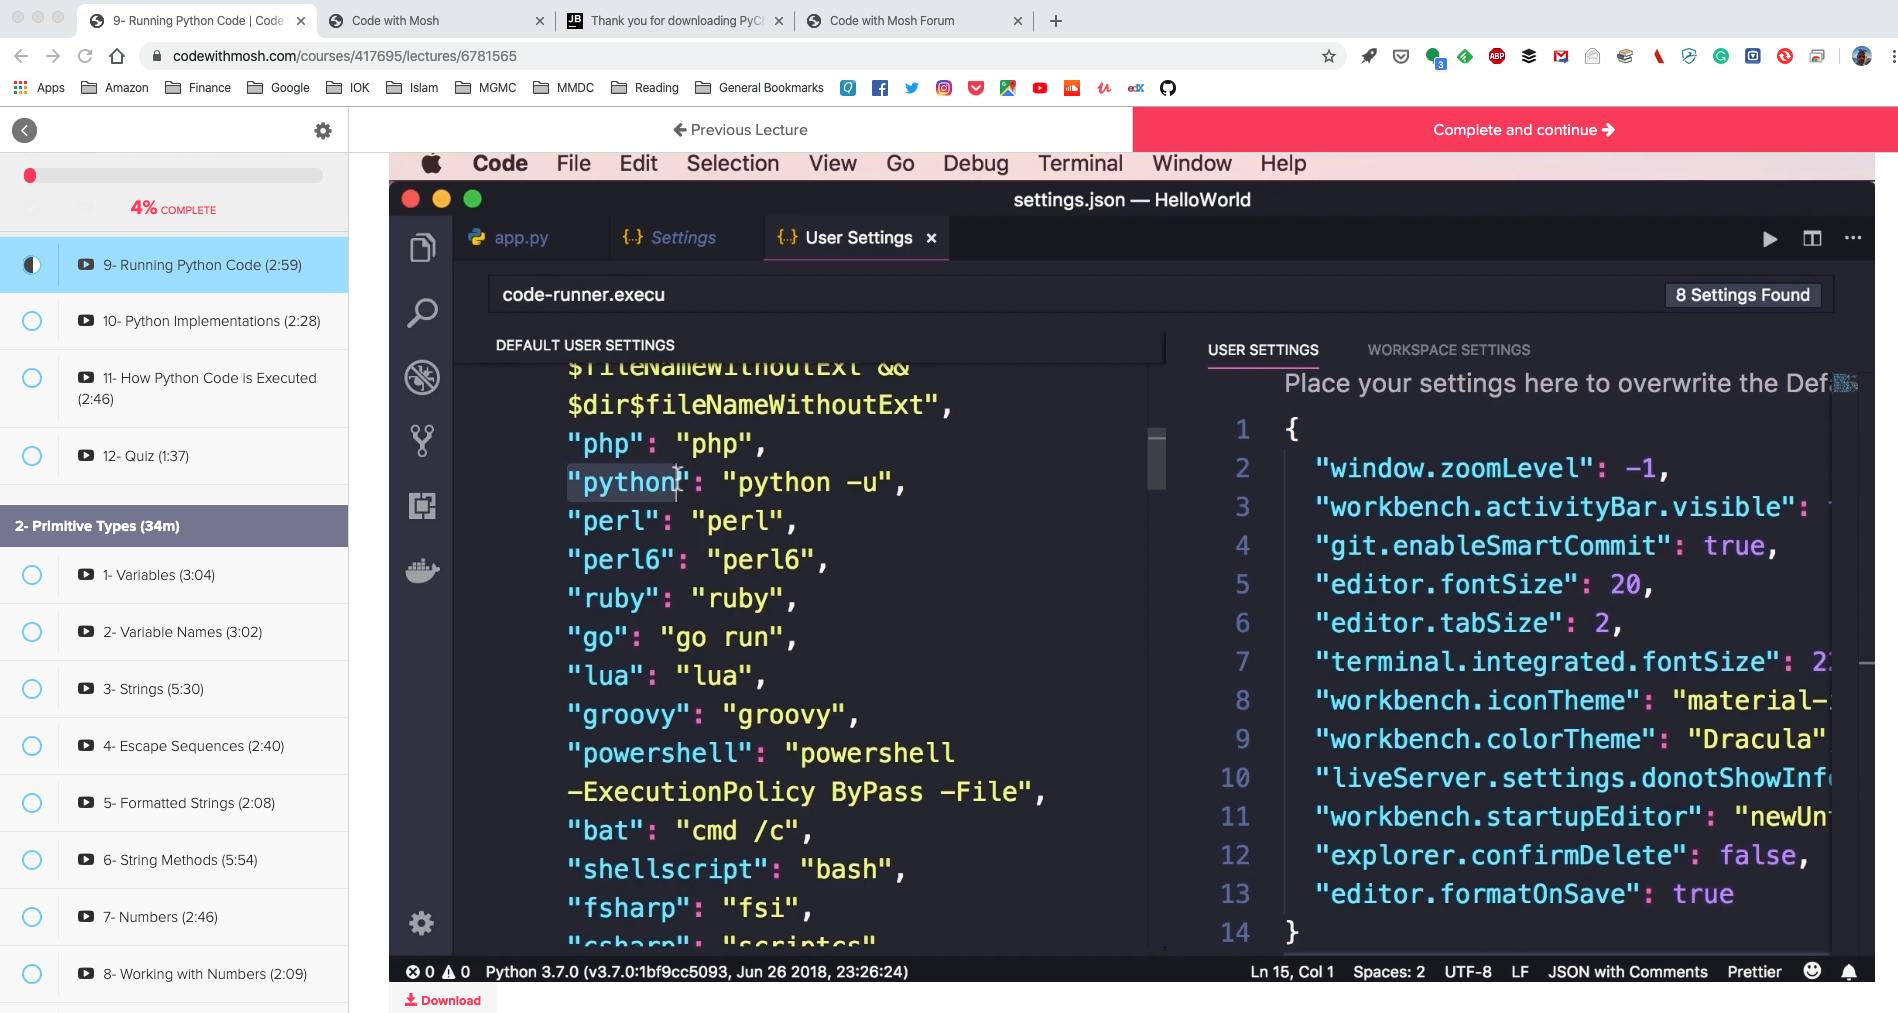 9- Running Python Code | Code
Code with Mosh
Thank you for downloading PyCh
Code with Mosh Forum
codewithmosh.com/courses/417695/lectures/6781565
3
ABP
Apps
Amazon
Finance
Google
IOK
Islam
MGMC
MMDC
Reading
General Bookmarks
edX
Previous Lecture
Complete and continue
4% COMPLETE
9- Running Python Code (2:59)
10- Python Implementations (2:28)
11- How Python Code is Executed
(2:46)
12- Quiz (1:37)
2- Primitive Types (34m)
1- Variables (3:04)
2- Variable Names (3:02)
3- Strings (5:30)
4- Escape Sequences (2:40)
5- Formatted Strings (2:08)
6- String Methods (5:54)
7- Numbers (2:46)
8- Working with Numbers (2:09)
Code File Edit Selection View Go Debug Terminal Window Help
settings.json — HelloWorld
app.py
{..} Settings
{..} User Settings
code-runner.execu
8 Settings Found
DEFAULT USER SETTINGS
$fileNameWithoutExt &&
$dir$fileNameWithoutExt",
"php": "php",
"python": "python -u",
"perl": "perl",
"perl6": "perl6",
"ruby": "ruby",
"go": "go run",
"lua": "lua",
"groovy": "groovy",
"powershell": "powershell
-ExecutionPolicy ByPass -File",
"bat": "cmd /c",
"shellscript": "bash",
"fsharp": "fsi",
"csharp": "scriptcs"
USER SETTINGS
WORKSPACE SETTINGS
Place your settings here to overwrite the Def
1 {
2 "window.zoomLevel": -1,
3 "workbench.activityBar.visible":
4 "git.enableSmartCommit": true,
5 "editor.fontSize": 20,
6 "editor.tabSize": 2,
7 "terminal.integrated.fontSize": 22
8 "workbench.iconTheme": "material-
9 "workbench.colorTheme": "Dracula"
10 "liveServer.settings.donotShowInfo
11 "workbench.startupEditor": "newUn
12 "explorer.confirmDelete": false,
13 "editor.formatOnSave": true
14 }
0 0 Python 3.7.0 (v3.7.0:1bf9cc5093, Jun 26 2018, 23:26:24)
Ln 15, Col 1 Spaces: 2 UTF-8 LF JSON with Comments Prettier
Download